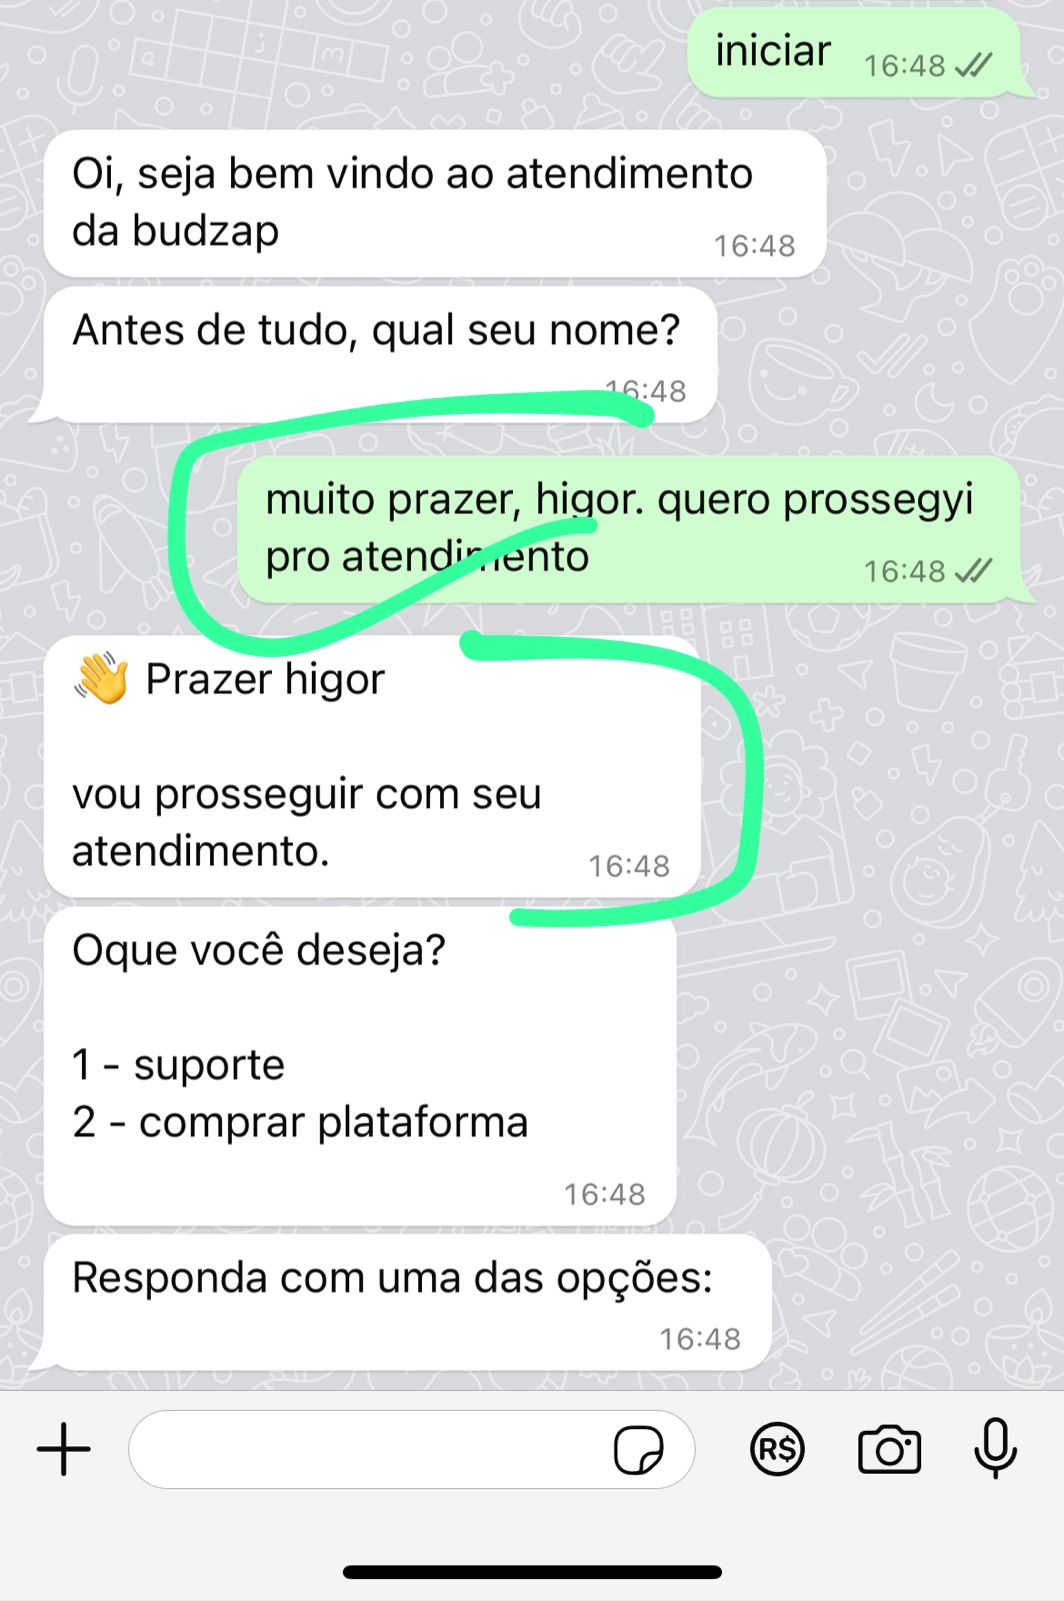 iniciar 16:48
Oi, seja bem vindo ao atendimento
da budzap 16:48
Antes de tudo, qual seu nome?
16:48
muito prazer, higor. quero prossegyi
pro atendimento 16:48
👋 Prazer higor
vou prosseguir com seu
atendimento. 16:48
Oque você deseja?
1 - suporte
2 - comprar plataforma
16:48
Responda com uma das opções:
16:48
R$